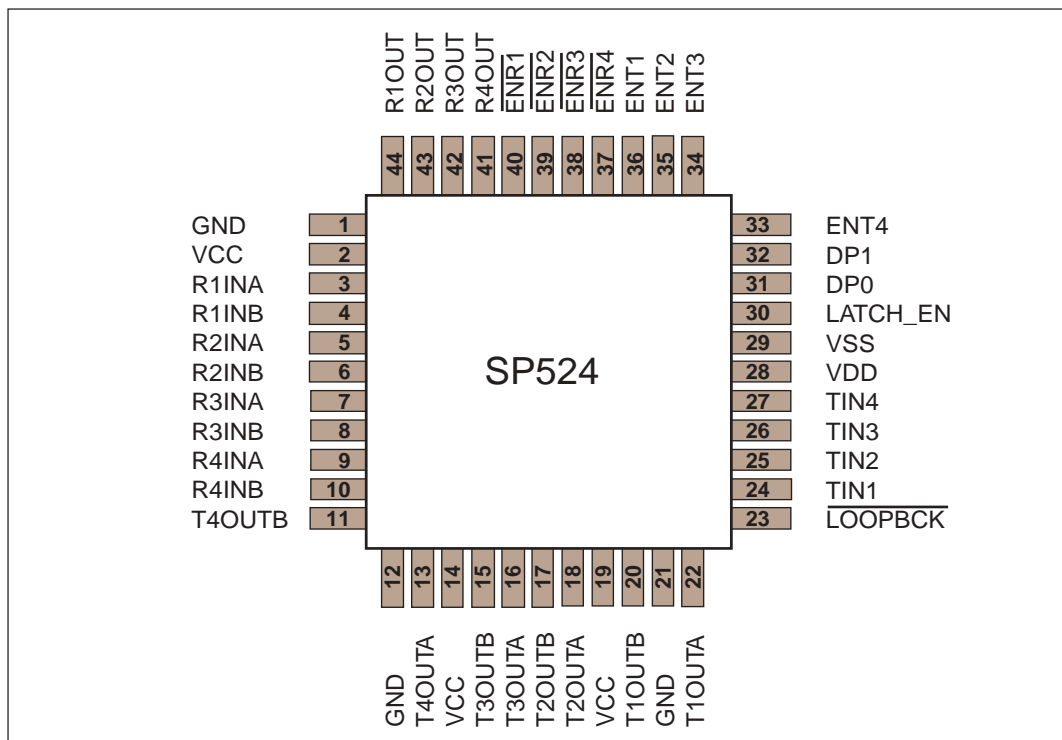 R1OUT
R2OUT
R3OUT
R4OUT
ENR1
ENR2
ENR3
ENR4
ENT1
ENT2
ENT3
44
43
42
41
40
39
38
37
36
35
34
GND 1
VCC 2
R1INA 3
R1INB 4
R2INA 5
R2INB 6
R3INA 7
R3INB 8
R4INA 9
R4INB 10
T4OUTB 11
SP524
33 ENT4
32 DP1
31 DP0
30 LATCH_EN
29 VSS
28 VDD
27 TIN4
26 TIN3
25 TIN2
24 TIN1
23 LOOPBCK
12
13
14
15
16
17
18
19
20
21
22
GND
T4OUTA
VCC
T3OUTB
T3OUTA
T2OUTB
T2OUTA
VCC
T1OUTB
GND
T1OUTA